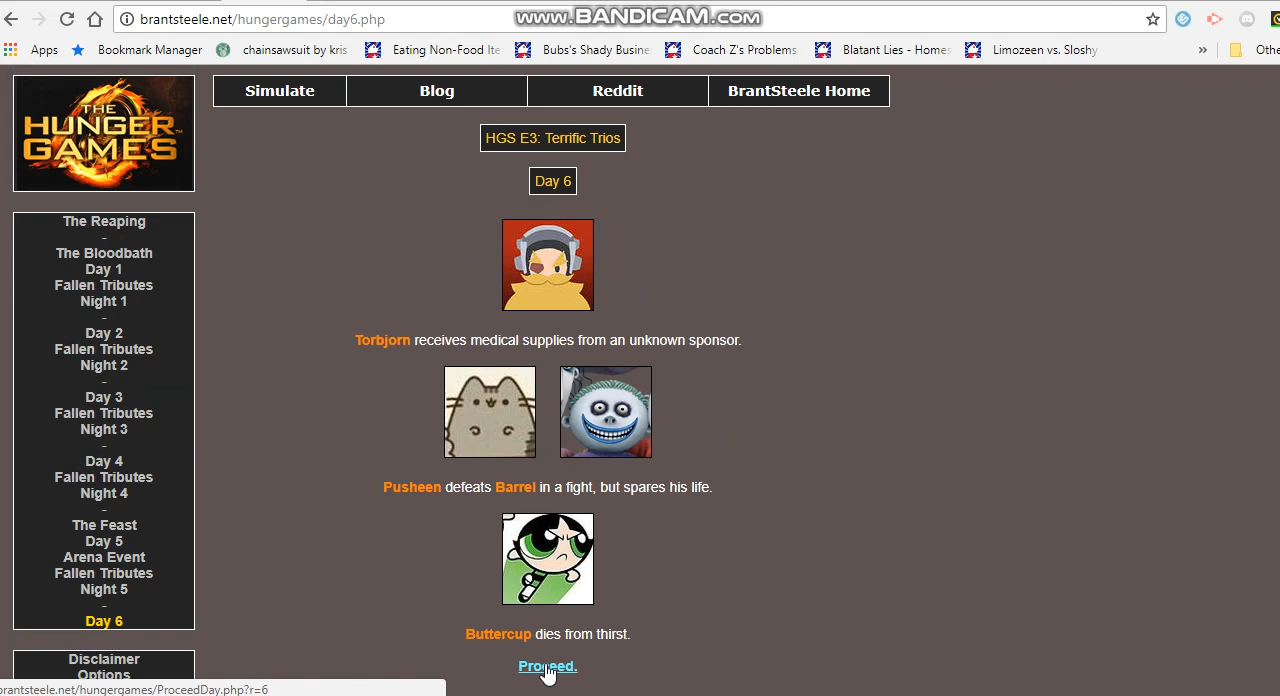 brantsteele.net/hungergames/day6.php
www.BANDICAM.com
Apps Bookmark Manager chainsawsuit by kris Eating Non-Food Ite Bubs's Shady Busine Coach Z's Problems Blatant Lies - Homes Limozeen vs. Sloshy » Othe
THE
HUNGER
GAMES
Simulate Blog Reddit BrantSteele Home
HGS E3: Terrific Trios
Day 6
The Reaping
-
The Bloodbath
Day 1
Fallen Tributes
Night 1
-
Day 2
Fallen Tributes
Night 2
-
Day 3
Fallen Tributes
Night 3
-
Day 4
Fallen Tributes
Night 4
-
The Feast
Day 5
Arena Event
Fallen Tributes
Night 5
-
Day 6
Disclaimer
Options
Torbjorn receives medical supplies from an unknown sponsor.
Pusheen defeats Barrel in a fight, but spares his life.
Buttercup dies from thirst.
Proceed.
brantsteele.net/hungergames/ProceedDay.php?r=6